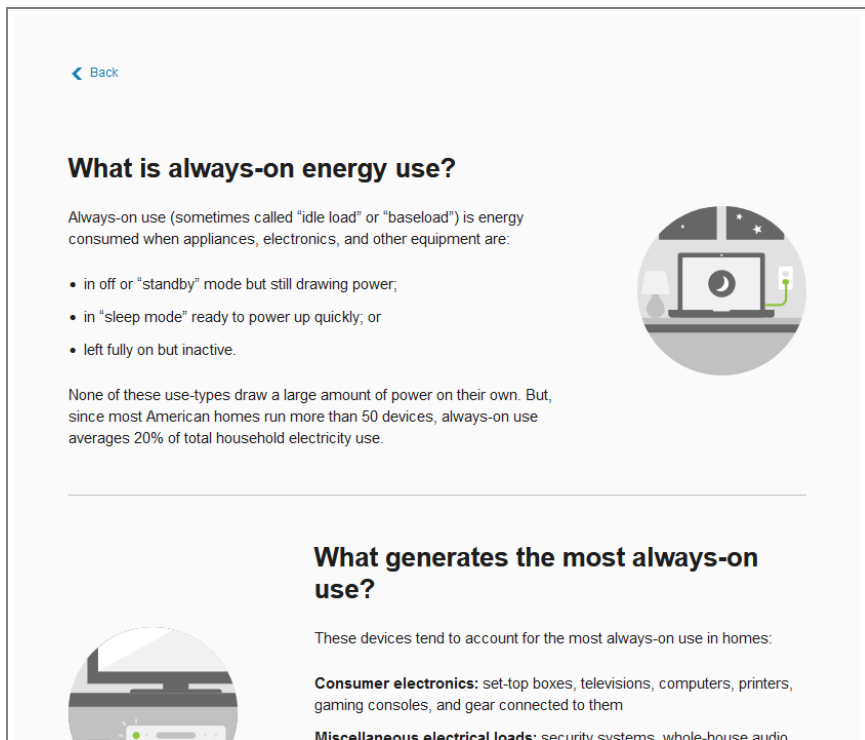 Back
What is always-on energy use?
Always-on use (sometimes called “idle load” or “baseload”) is energy
consumed when appliances, electronics, and other equipment are:
• in off or “standby” mode but still drawing power;
• in “sleep mode” ready to power up quickly; or
• left fully on but inactive.
None of these use-types draw a large amount of power on their own. But,
since most American homes run more than 50 devices, always-on use
averages 20% of total household electricity use.
What generates the most always-on
use?
These devices tend to account for the most always-on use in homes:
Consumer electronics: set-top boxes, televisions, computers, printers,
gaming consoles, and gear connected to them
Miscellaneous electrical loads: security systems, whole-house audio